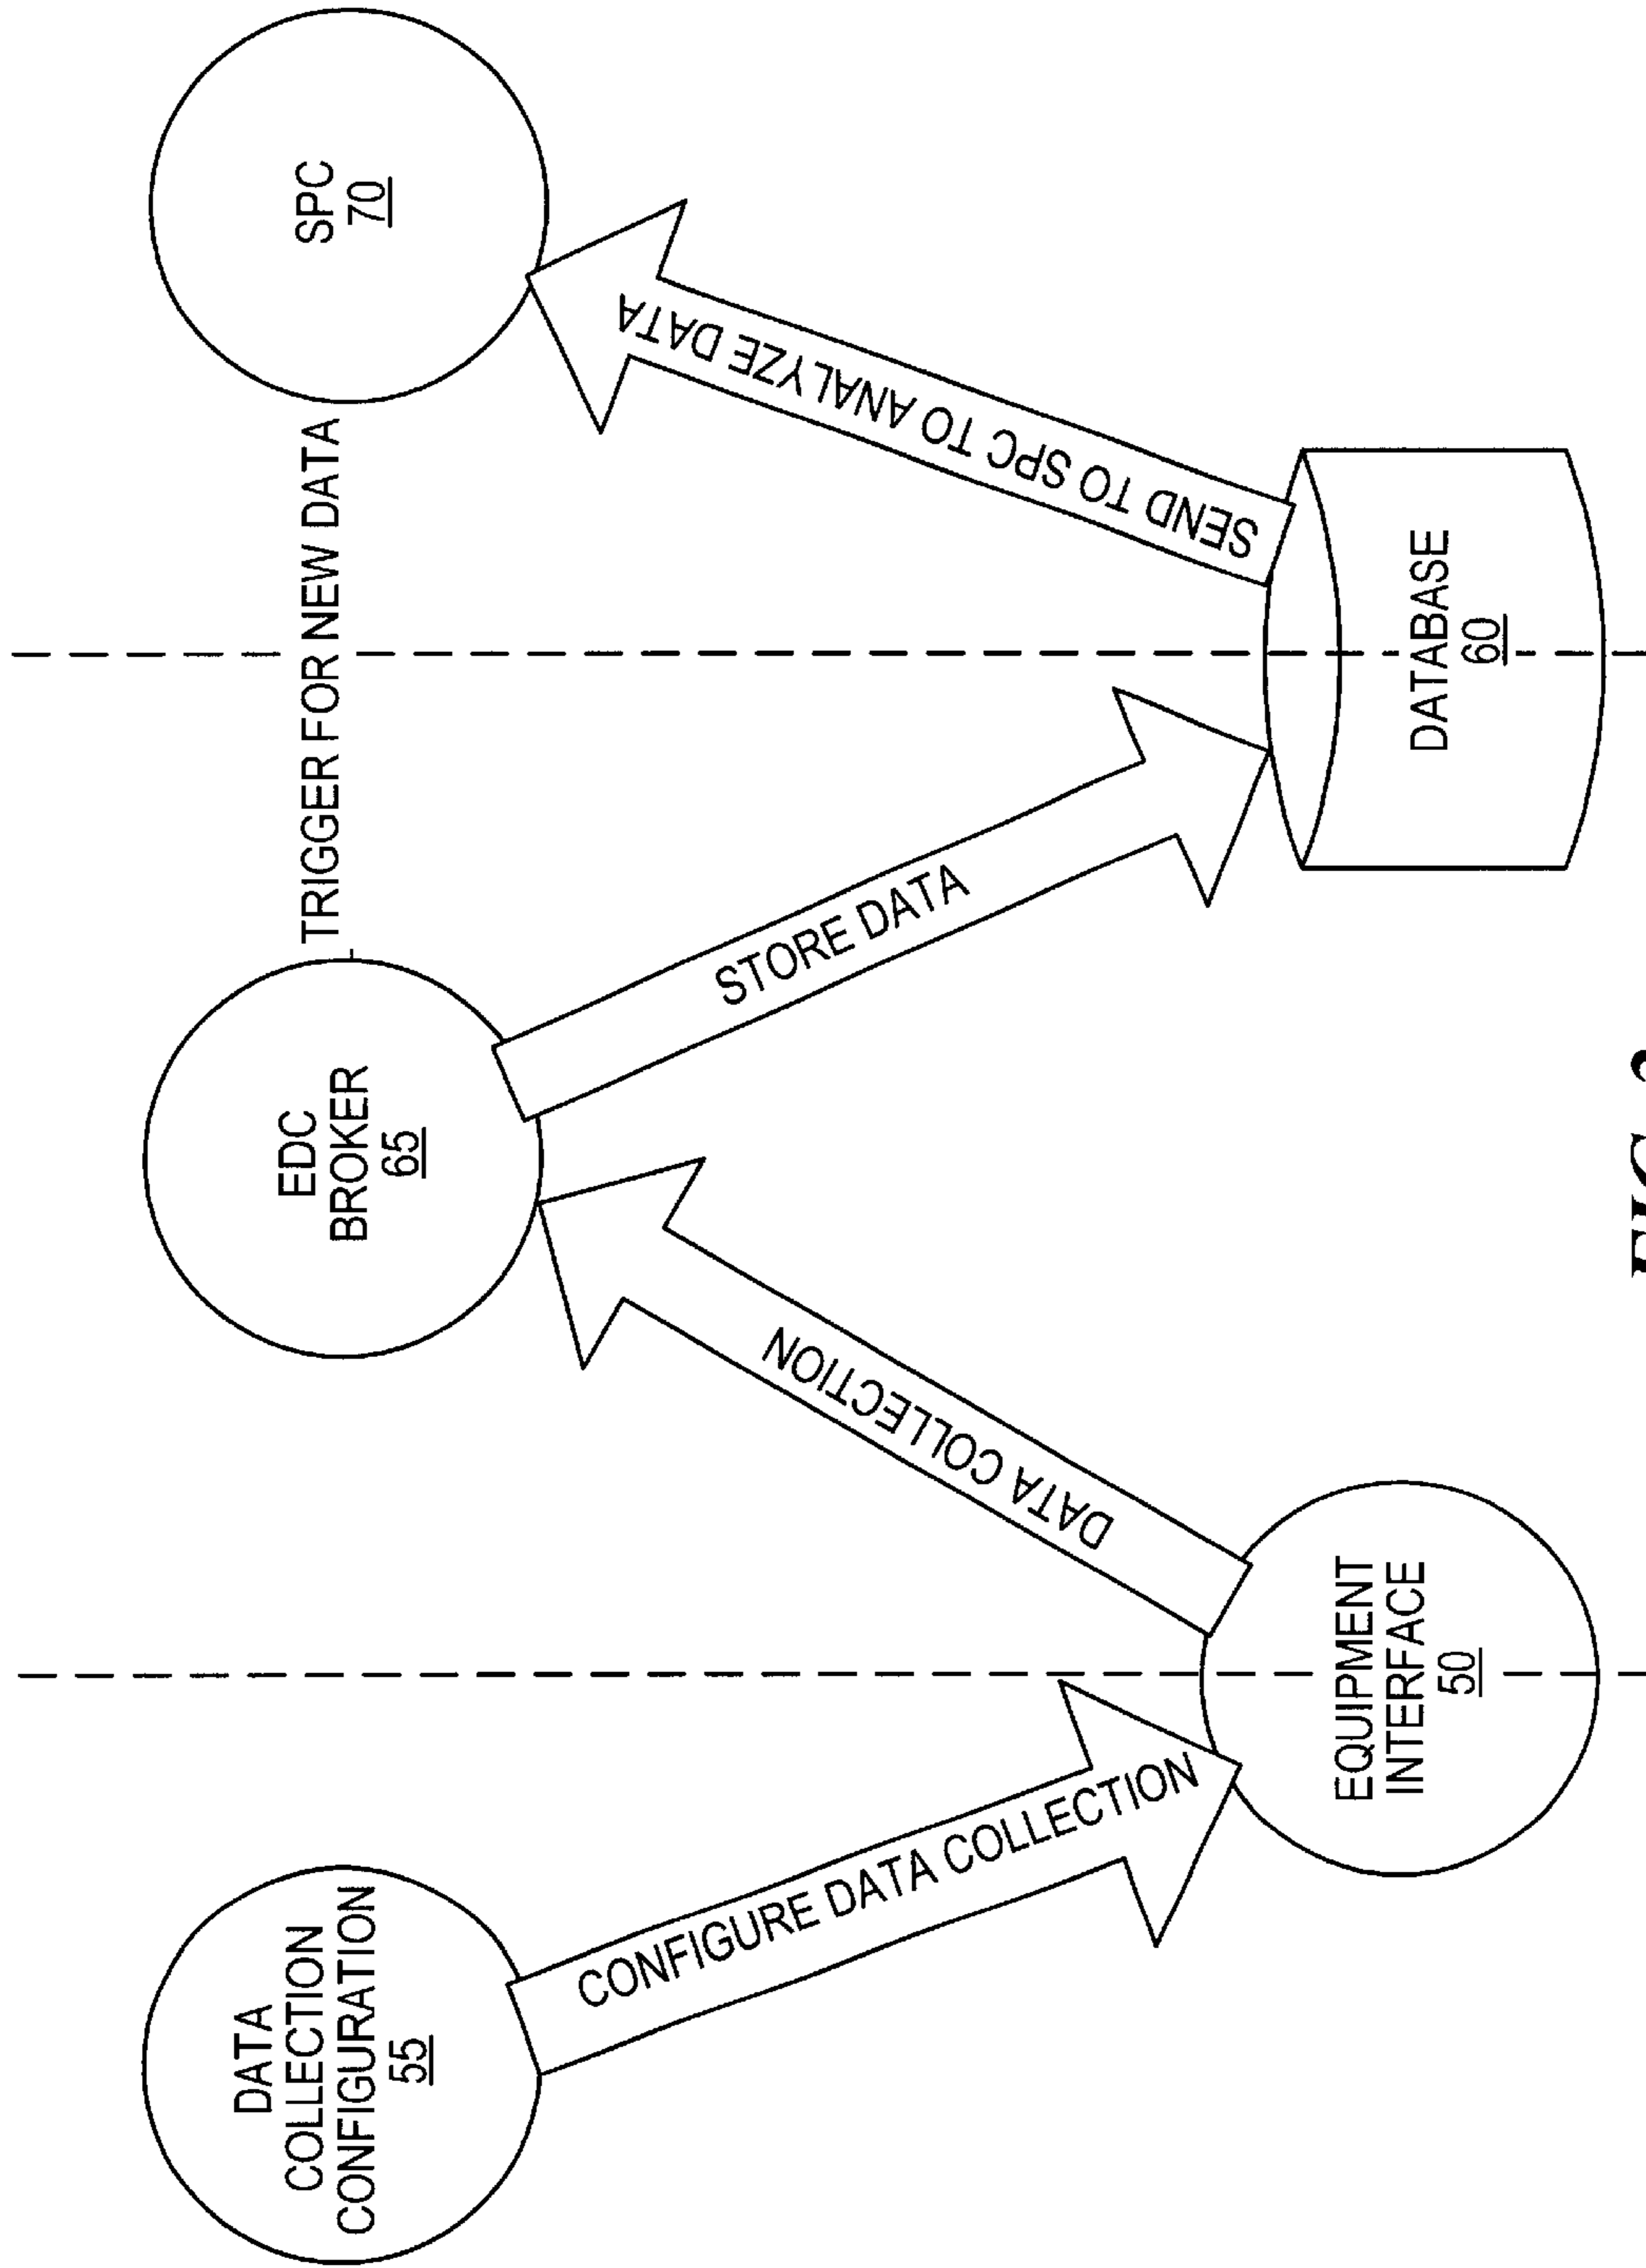 DATA
COLLECTION
CONFIGURATION
55
CONFIGURE DATA COLLECTION
EQUIPMENT
INTERFACE
50
DATA COLLECTION
EDC
BROKER
65
TRIGGER FOR NEW DATA
STORE DATA
DATABASE
60
SEND TO SPC TO ANALYZE DATA
SPC
70
FIG.